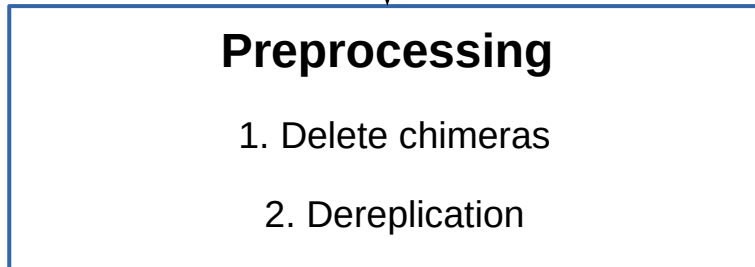 Preprocessing
1. Delete chimeras
2. Dereplication